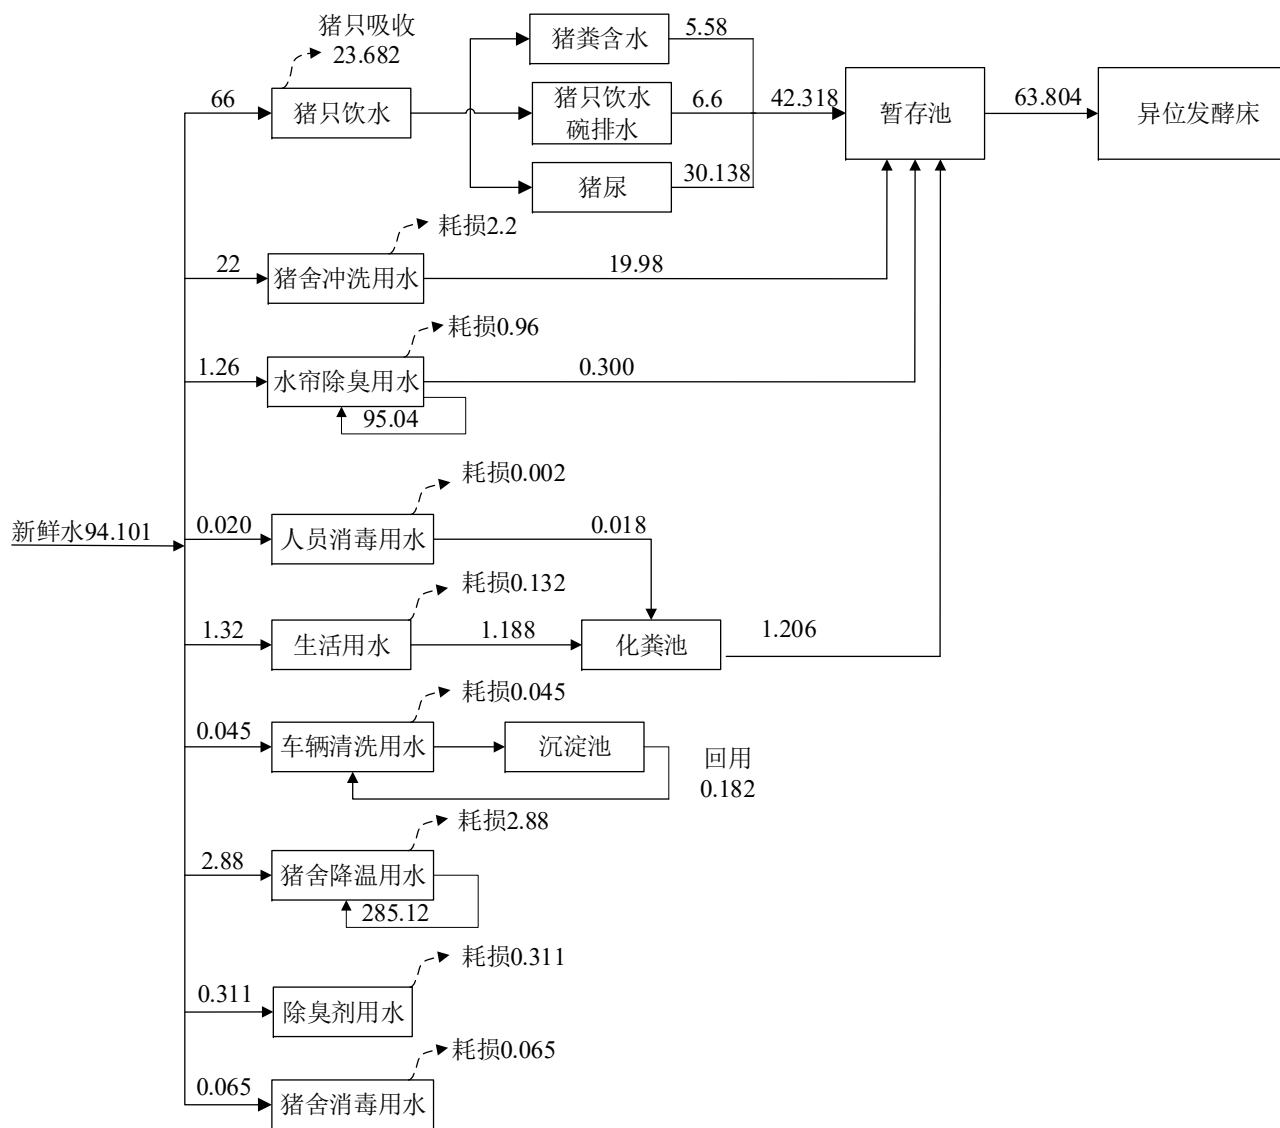 猪只吸收
23.682
66
猪只饮水
猪粪含水
5.58
猪只饮水
碗排水
6.6
猪尿
30.138
42.318
暂存池
63.804
异位发酵床
耗损2.2
22
猪舍冲洗用水
19.98
耗损0.96
1.26
水帘除臭用水
0.300
95.04
新鲜水94.101
耗损0.002
0.020
人员消毒用水
0.018
耗损0.132
1.32
生活用水
1.188
化粪池
1.206
耗损0.045
0.045
车辆清洗用水
沉淀池
回用
0.182
耗损2.88
2.88
猪舍降温用水
285.12
耗损0.311
0.311
除臭剂用水
耗损0.065
0.065
猪舍消毒用水